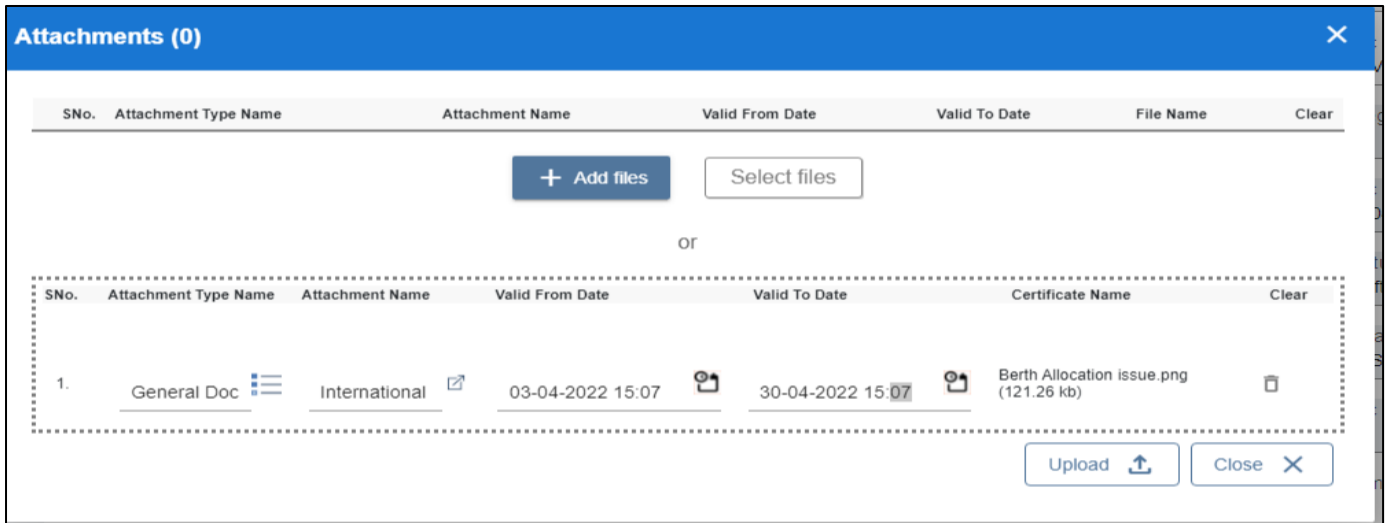 Attachments (0)
SNo. Attachment Type Name Attachment Name Valid From Date Valid To Date File Name Clear
+ Add files Select files
or
SNo. Attachment Type Name Attachment Name Valid From Date Valid To Date Certificate Name Clear
1. General Doc International 03-04-2022 15:07 30-04-2022 15:07 Berth Allocation issue.png
(121.26 kb)
Upload Close